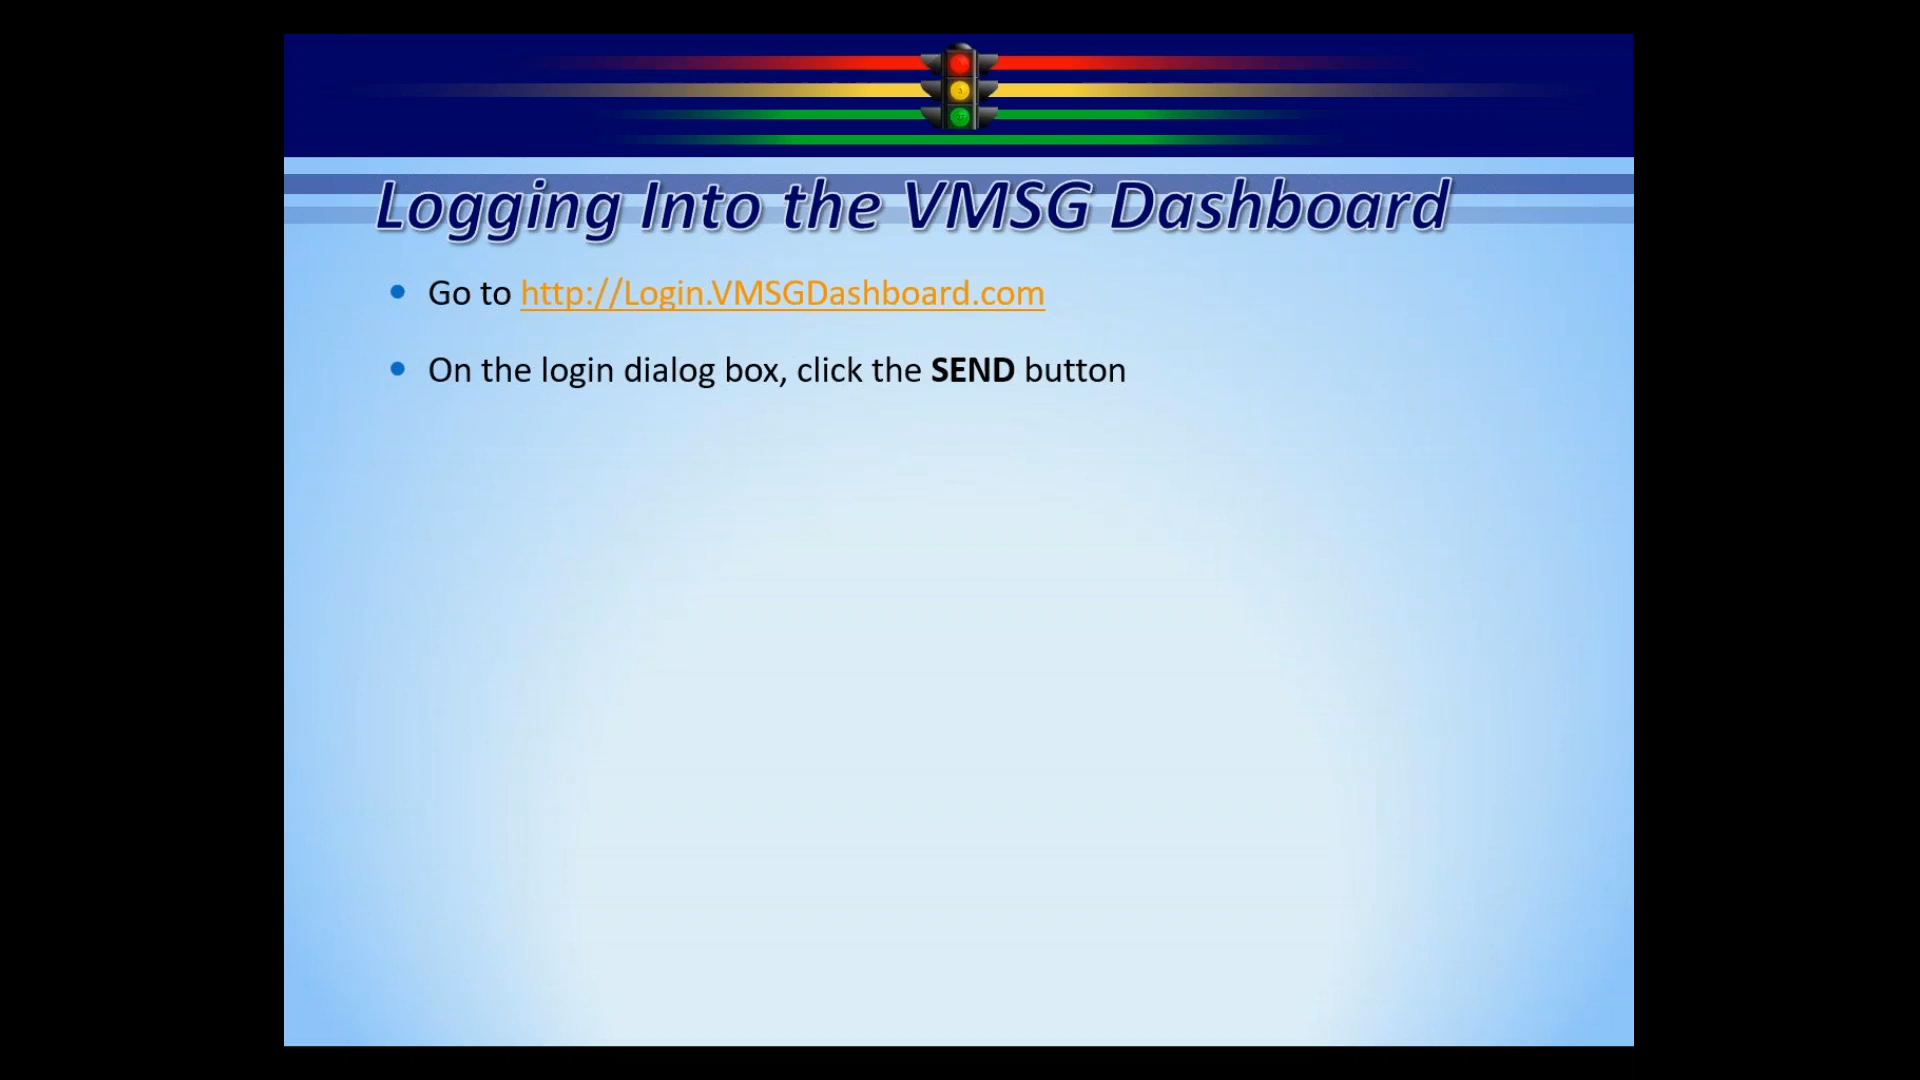 Logging Into the VMSG Dashboard
Go to http://Login.VMSGDashboard.com
On the login dialog box, click the SEND button